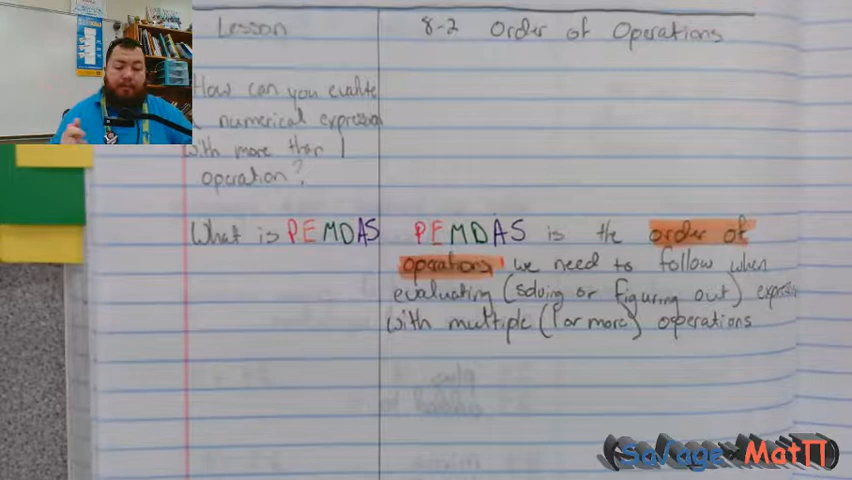 Lesson 8-2 Order of Operations
How can you evalute
numerical expression
with more than 1
operation?
What is PEMDAS PEMDAS is the order of
operations we need to follow when
evaluating (solving or figuring out)
with multiple (1 or more) operations
Savage MatΠ